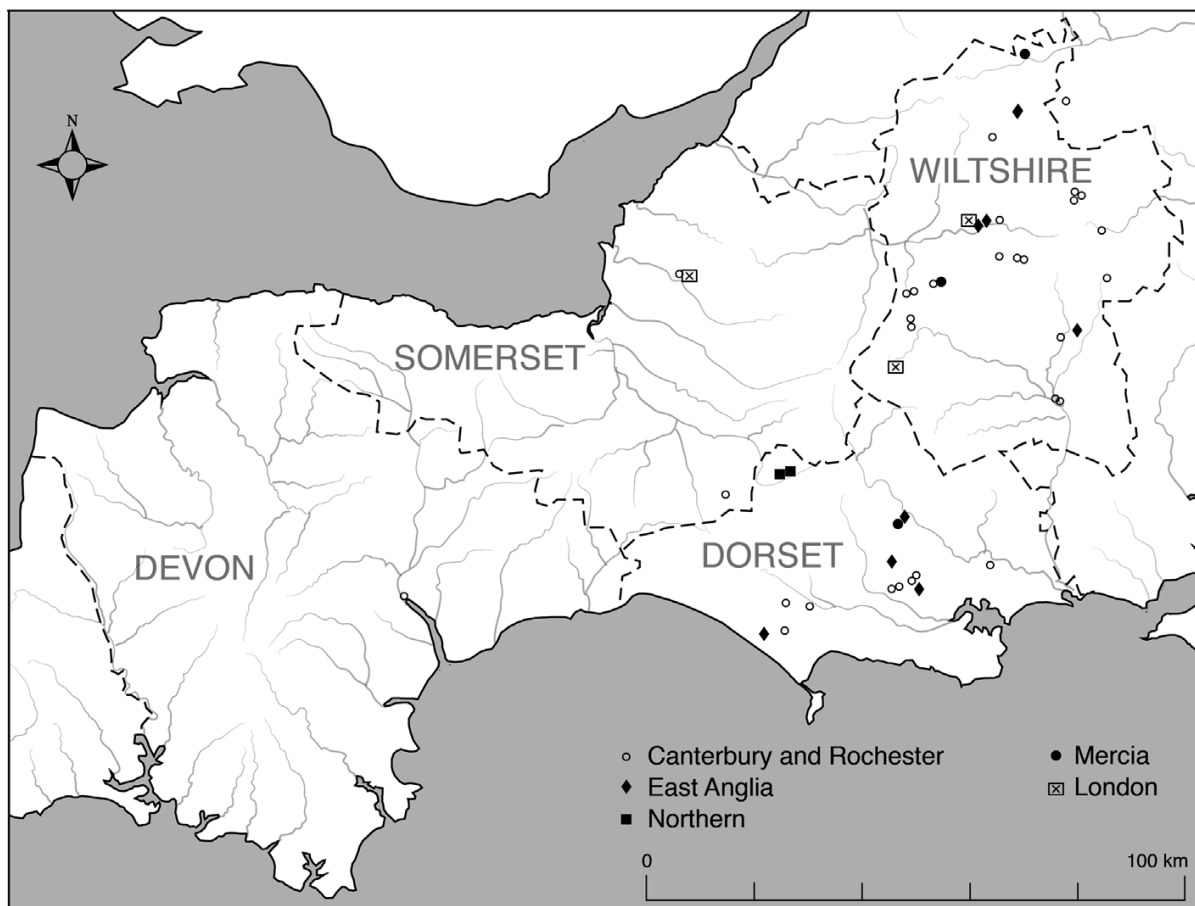 N
WILTSHIRE
SOMERSET
DEVON
DORSET
Canterbury and Rochester
East Anglia
Northern
Mercia
London
0 100 km